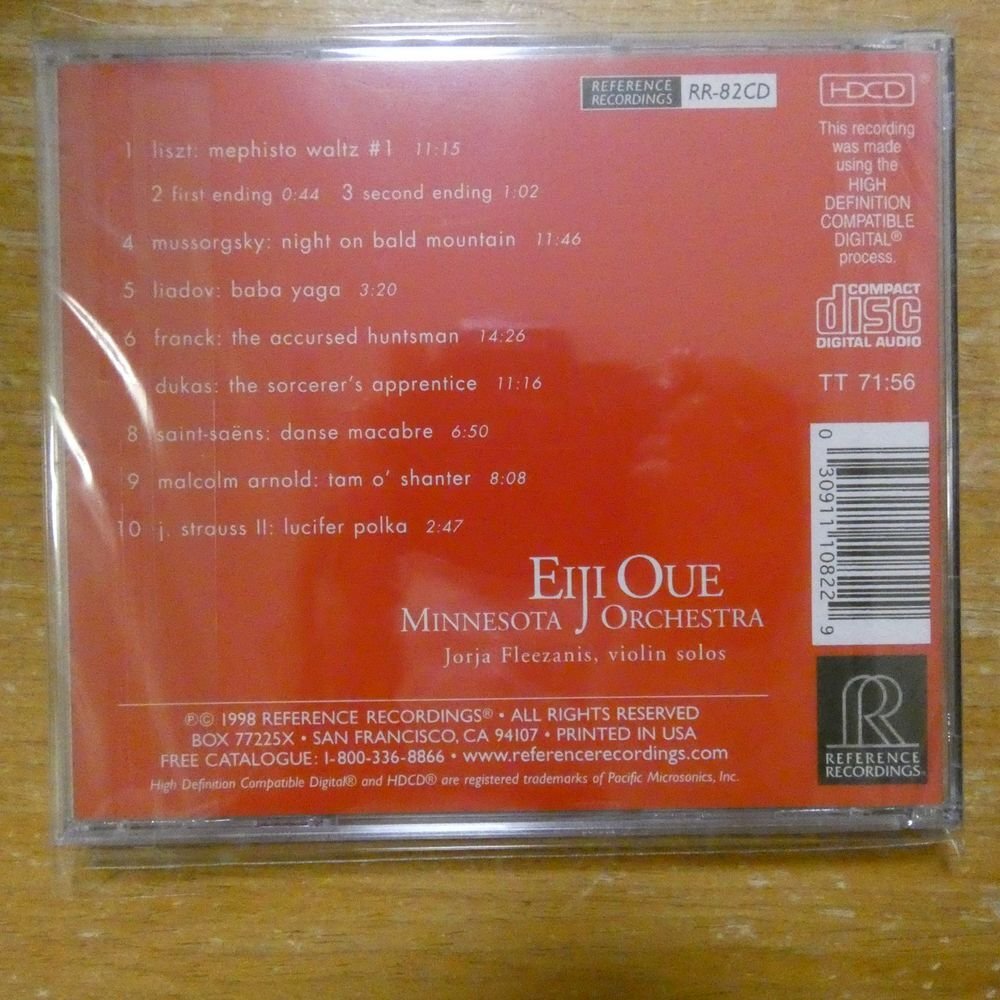 REFERENCE
RECORDINGS
RR-82CD
1 liszt: mephisto waltz #1 11:15
2 first ending 0:44 3 second ending 1:02
4 mussorgsky: night on bald mountain 11:46
5 liadov: baba yaga 3:20
6 franck: the accursed huntsman 14:26
dukas: the sorcerer's apprentice 11:16
8 saint-saëns: danse macabre 6:50
9 malcolm arnold: tam o' shanter 8:08
10 j. strauss II: lucifer polka 2:47
EIJI OUE
MINNESOTA ORCHESTRA
Jorja Fleezanis, violin solos
℗© 1998 REFERENCE RECORDINGS® • ALL RIGHTS RESERVED
BOX 77225X • SAN FRANCISCO, CA 94107 • PRINTED IN USA
FREE CATALOGUE: 1-800-336-8866 • www.referencerecordings.com
High Definition Compatible Digital® and HDCD® are registered trademarks of Pacific Microsonics, Inc.
HDCD®
This recording
was made
using the
HIGH
DEFINITION
COMPATIBLE
DIGITAL®
process.
COMPACT
disc
DIGITAL AUDIO
TT 71:56
0 30911 10822 9
R
REFERENCE
RECORDINGS